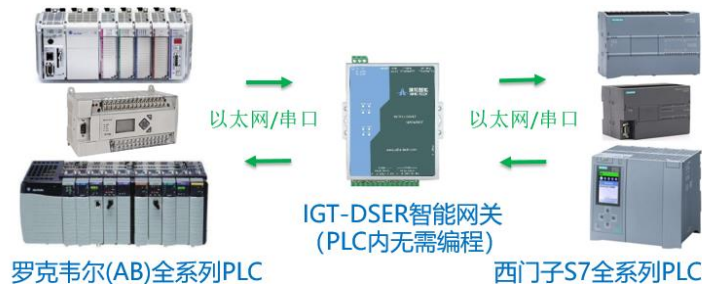 以太网/串口
以太网/串口
IGT-DSER智能网关
(PLC内无需编程)
罗克韦尔(AB)全系列PLC
西门子S7全系列PLC